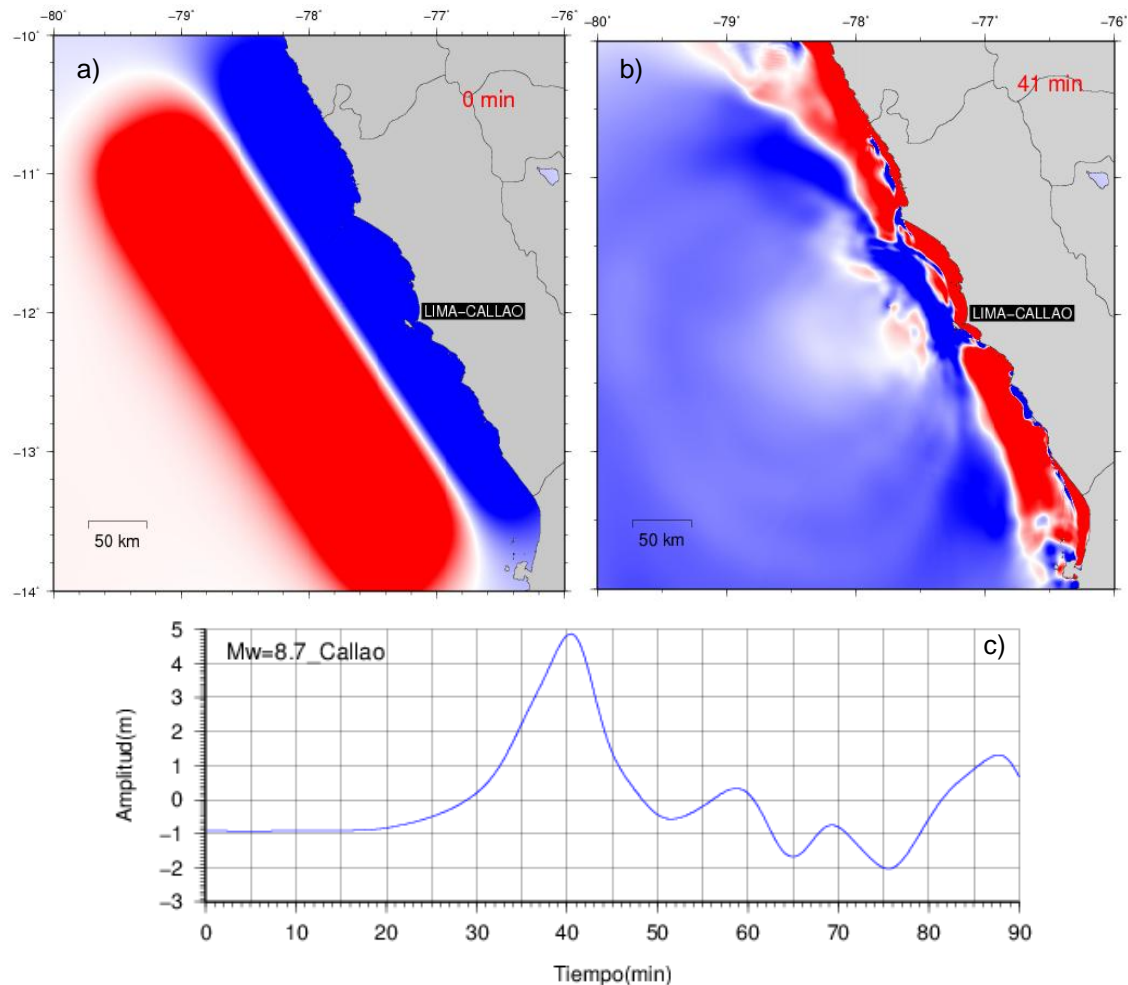 −80˚ −79˚ −78˚ −77˚ −76˚
−10˚
−11˚
−12˚
−13˚
−14˚
a)
0 min
LIMA−CALLAO
50 km
−80˚ −79˚ −78˚ −77˚ −76˚
b)
41 min
LIMA−CALLAO
50 km
Mw=8.7_Callao
c)
Amplitud(m)
5
4
3
2
1
0
−1
−2
−3
0 10 20 30 40 50 60 70 80 90
Tiempo(min)